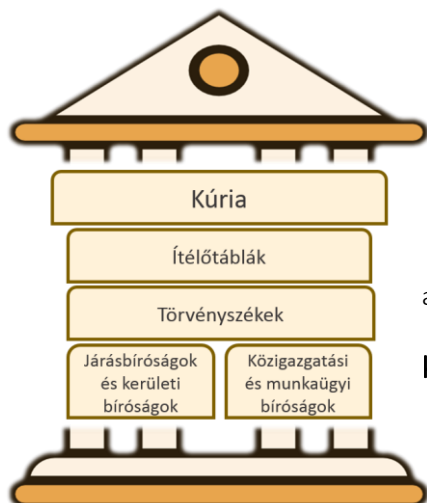 Kúria
Ítélőtáblák
Törvényszékek
Járásbíróságok
és kerületi
bíróságok
Közigazgatási
és munkaügyi
bíróságok